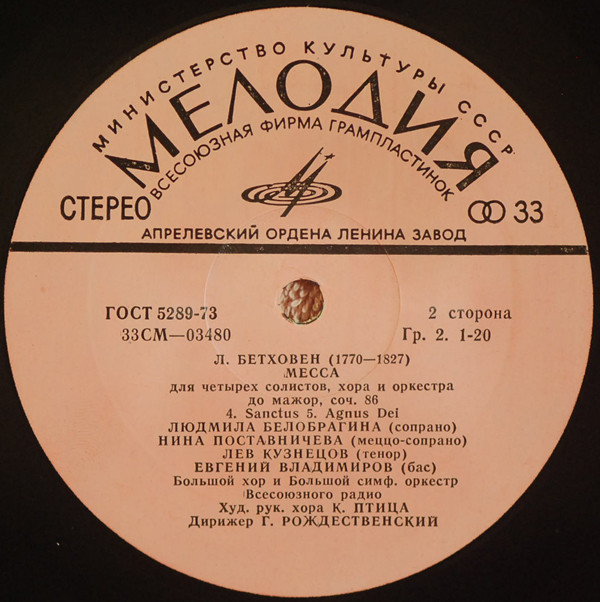 МИНИСТЕРСТВО КУЛЬТУРЫ СССР
МЕЛОДИЯ
ВСЕСОЮЗНАЯ ФИРМА ГРАМПЛАСТИНОК
СТЕРЕО
33
АПРЕЛЕВСКИЙ ОРДЕНА ЛЕНИНА ЗАВОД
ГОСТ 5289-73
2 сторона
33СМ—03480
Гр. 2. 1-20
Л. БЕТХОВЕН (1770—1827)
МЕССА
для четырех солистов, хора и оркестра
до мажор, соч. 86
4. Sanctus 5. Agnus Dei
ЛЮДМИЛА БЕЛОБРАГИНА (сопрано)
НИНА ПОСТАВНИЧЕВА (меццо-сопрано)
ЛЕВ КУЗНЕЦОВ (тенор)
ЕВГЕНИЙ ВЛАДИМИРОВ (бас)
Большой хор и Большой симф. оркестр
Всесоюзного радио
Худ. рук. хора К. ПТИЦА
Дирижер Г. РОЖДЕСТВЕНСКИЙ